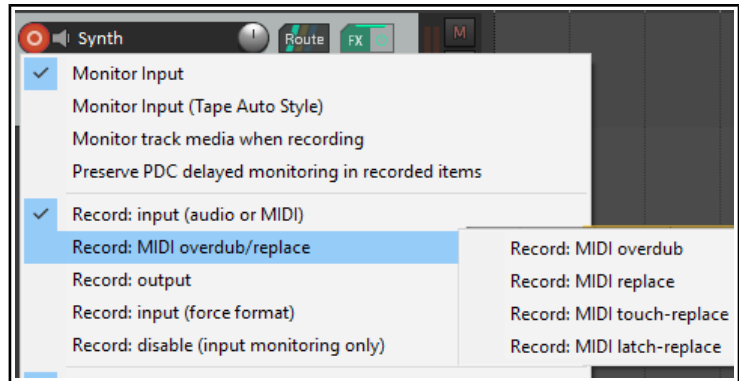 Synth Route FX M
Monitor Input
Monitor Input (Tape Auto Style)
Monitor track media when recording
Preserve PDC delayed monitoring in recorded items
Record: input (audio or MIDI)
Record: MIDI overdub/replace
Record: MIDI overdub
Record: output
Record: MIDI replace
Record: input (force format)
Record: MIDI touch-replace
Record: disable (input monitoring only)
Record: MIDI latch-replace